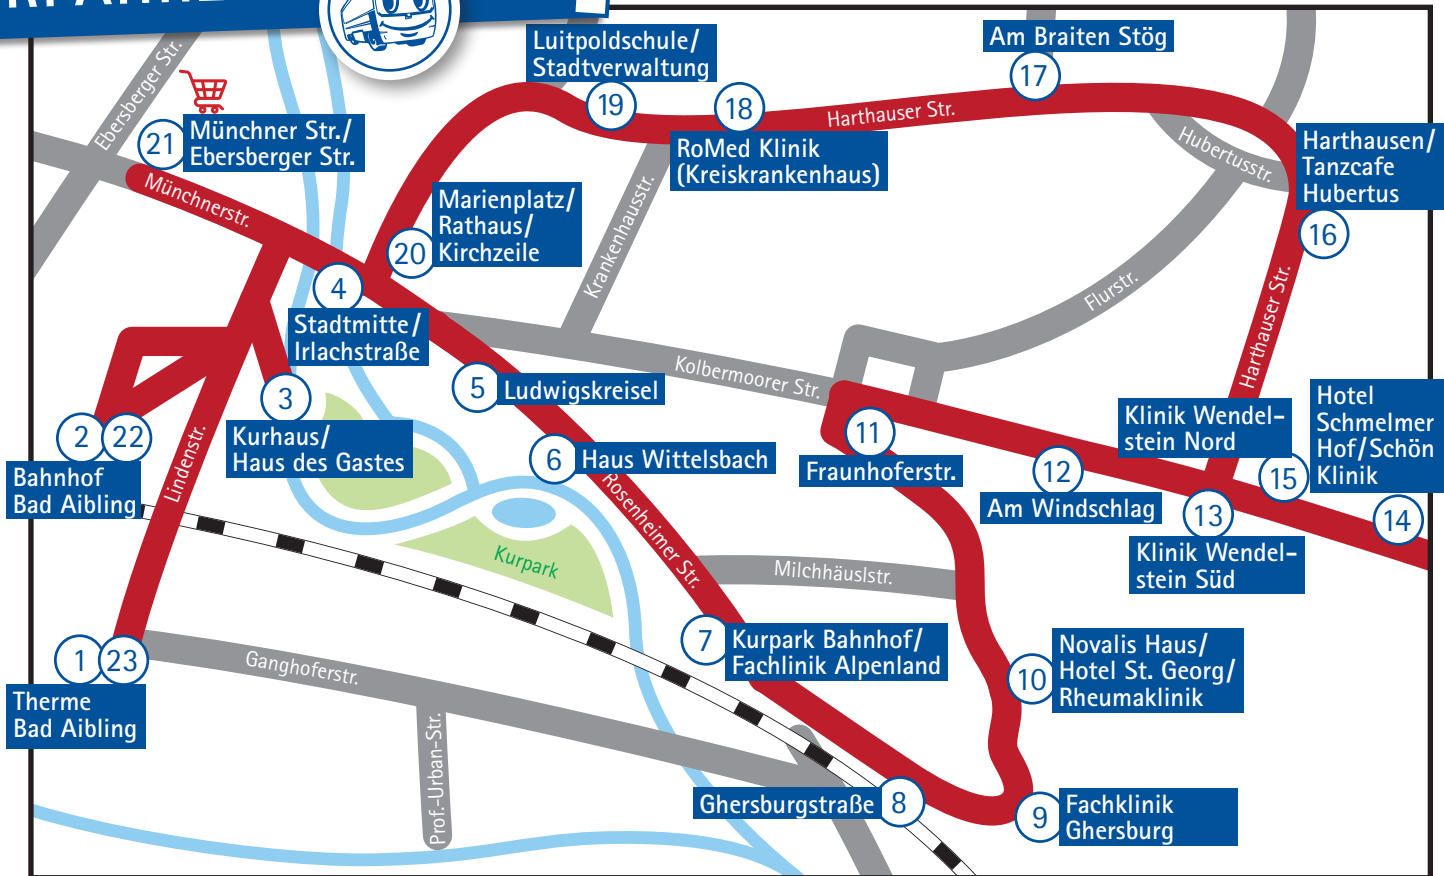 Luitpoldschule/
Stadtverwaltung
19
18
RoMed Klinik
(Kreiskrankenhaus)
Am Braiten Stög
17
Harthauser Str.
Hubertusstr.
Harthausen/
Tanzcafe
Hubertus
16
Ebersberger Str.
21
Münchner Str./
Ebersberger Str.
Münchnerstr.
Marienplatz/
Rathaus/
Kirchzeile
20
Krankenhausstr.
Flurstr.
Harthauser Str.
4
Stadtmitte/
Irlachstraße
Kolbermoorer Str.
5
Ludwigskreisel
3
Kurhaus/
Haus des Gastes
2
22
Bahnhof
Bad Aibling
Lindenstr.
6
Haus Wittelsbach
Rosenheimer Str.
11
Fraunhoferstr.
12
Am Windschlag
Klinik Wendel-
stein Nord
13
Klinik Wendel-
stein Süd
Hotel
Schmelmer
Hof/Schön
Klinik
15
14
Kurpark
Milchhäuslstr.
7
Kurpark Bahnhof/
Fachlinik Alpenland
10
Novalis Haus/
Hotel St. Georg/
Rheumaklinik
1
23
Therme
Bad Aibling
Ganghoferstr.
Prof.-Urban-Str.
Ghersburgstraße
8
9
Fachklinik
Ghersburg